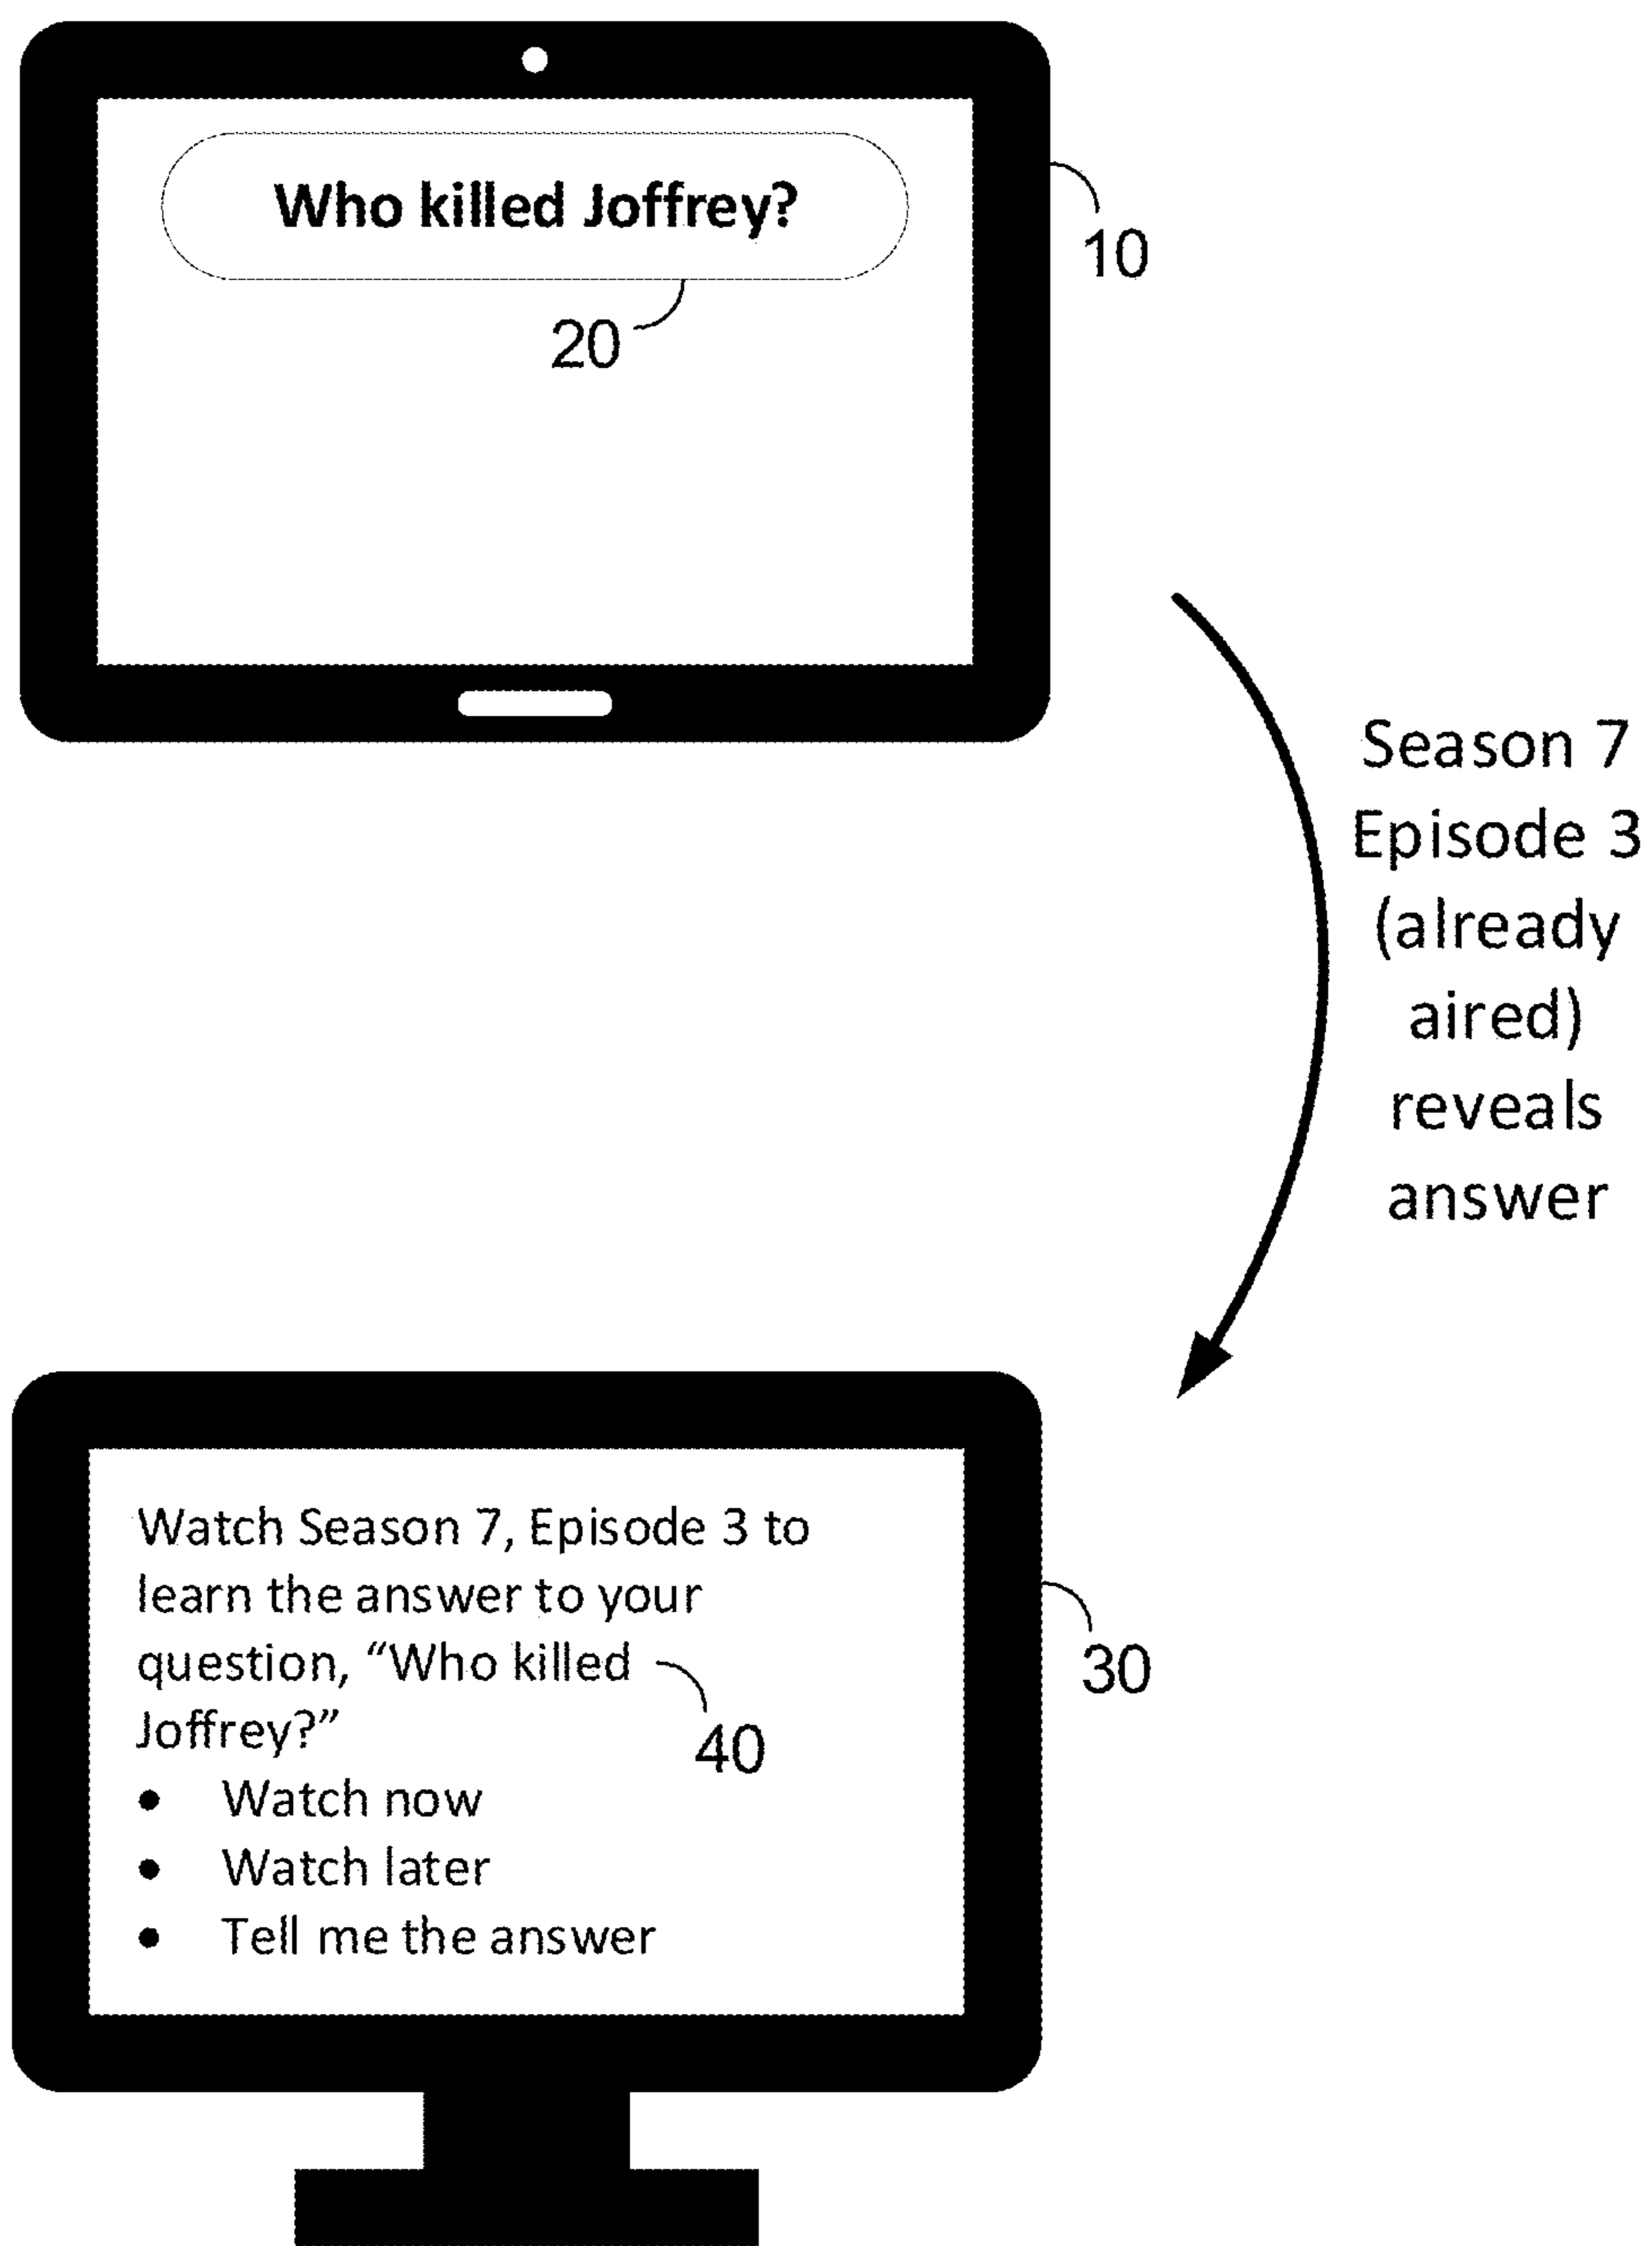 Who killed Joffrey?
10
20
Season 7
Episode 3
(already
aired)
reveals
answer
Watch Season 7, Episode 3 to
learn the answer to your
question, “Who killed
Joffrey?”
40
30
• Watch now
• Watch later
• Tell me the answer